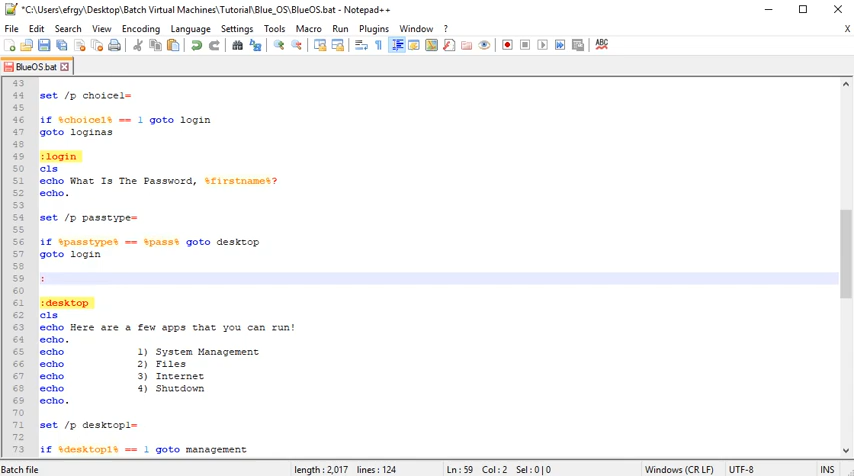 *C:\Users\efrgy\Desktop\Batch Virtual Machines\Tutorial\Blue_OS\BlueOS.bat - Notepad++
File Edit Search View Encoding Language Settings Tools Macro Run Plugins Window ? X
BlueOS.bat
43
44 set /p choice1=
45
46 if %choice1% == 1 goto login
47 goto loginas
48
49 :login
50 cls
51 echo What Is The Password, %firstname%?
52 echo.
53
54 set /p passtype=
55
56 if %passtype% == %pass% goto desktop
57 goto login
58
59 :
60
61 :desktop
62 cls
63 echo Here are a few apps that you can run!
64 echo.
65 echo 1) System Management
66 echo 2) Files
67 echo 3) Internet
68 echo 4) Shutdown
69 echo.
70
71 set /p desktop1=
72
73 if %desktop1% == 1 goto management
Batch file length : 2,017 lines : 124 Ln : 59 Col : 2 Sel : 0 | 0 Windows (CR LF) UTF-8 INS